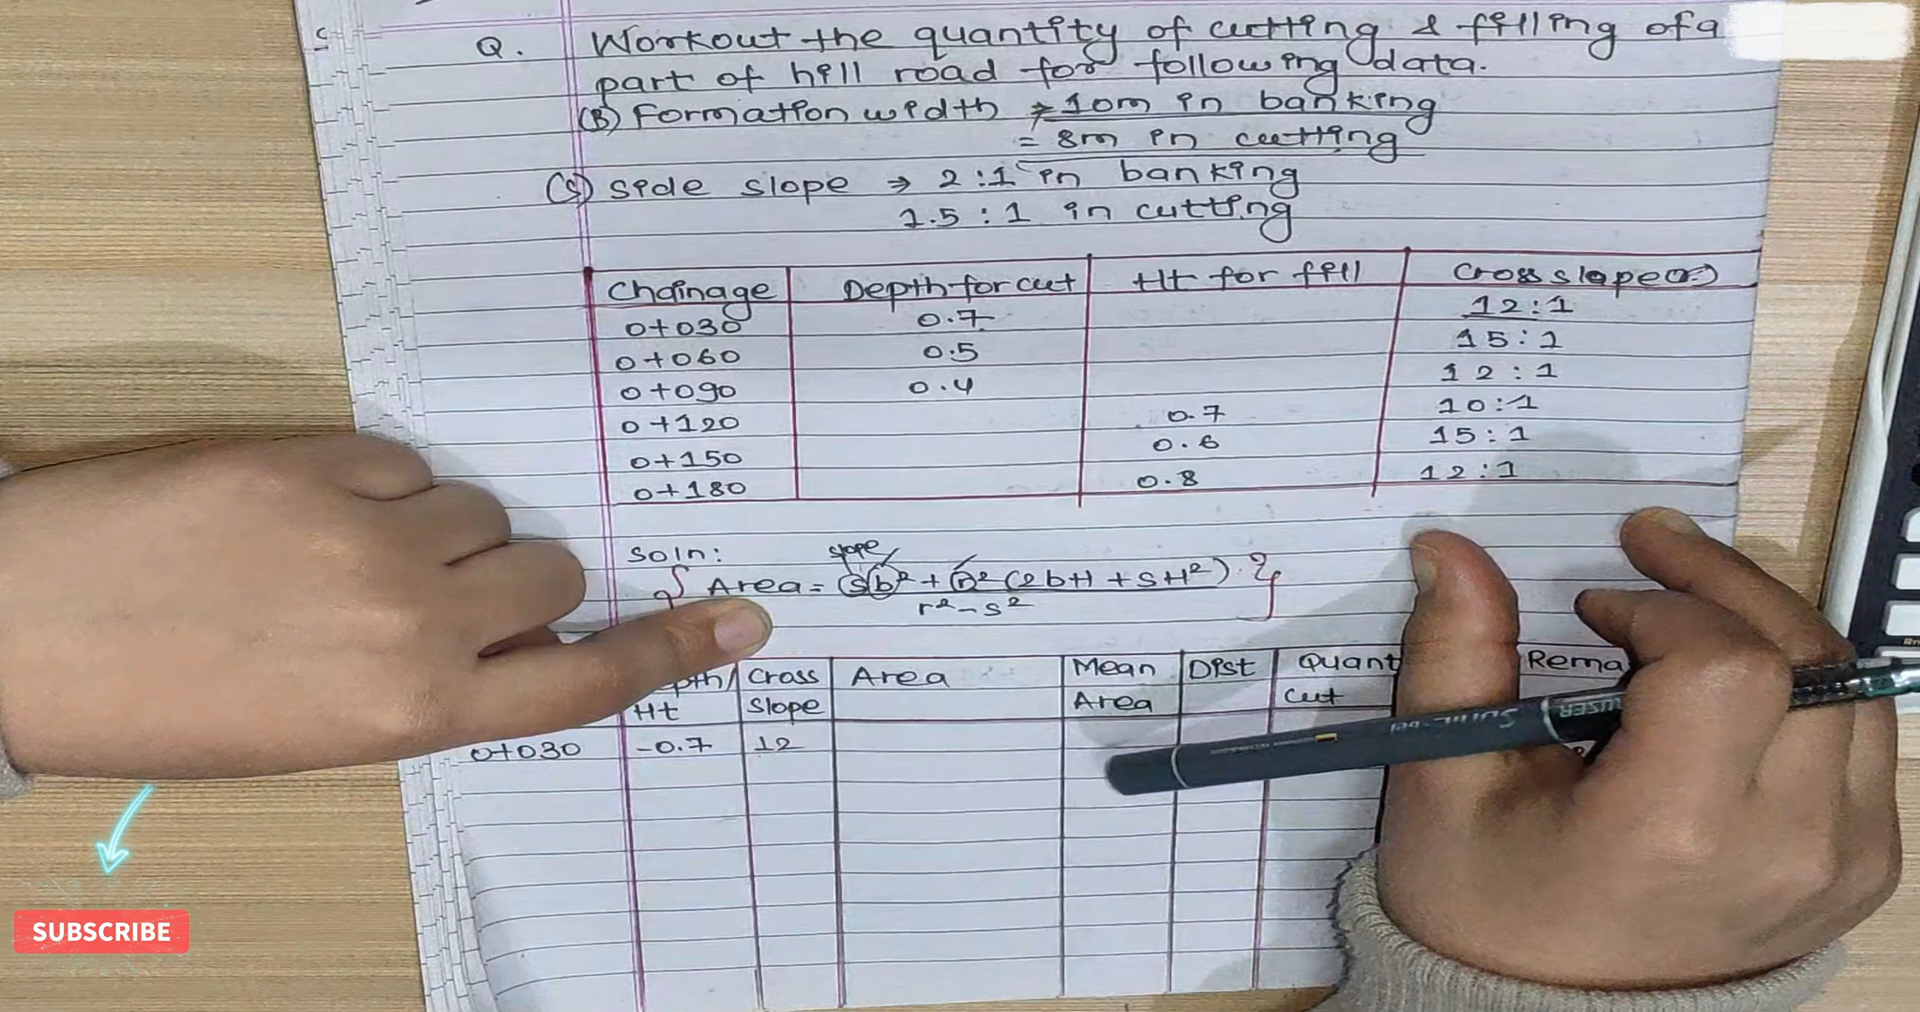 Q. Workout the quantity of cutting & filling of a
part of hill road for following data.
(B) Formation width → 10m in banking
= 8m in cutting
(S) Side slope → 2:1 in banking
1.5 : 1 in cutting
Chainage Depth for cut Ht for fill Cross slope (r)
0+030 0.7 12:1
0+060 0.5 15:1
0+090 0.4 12:1
0+120 0.7 10:1
0+150 0.6 15:1
0+180 0.8 12:1
Soln: slope
Area = Sb² + r² (2bH + SH²)
r² - s²
Cross Area Mean Dist Quant Rema
Ht Slope Area Cut
0+030 -0.7 12
SUBSCRIBE